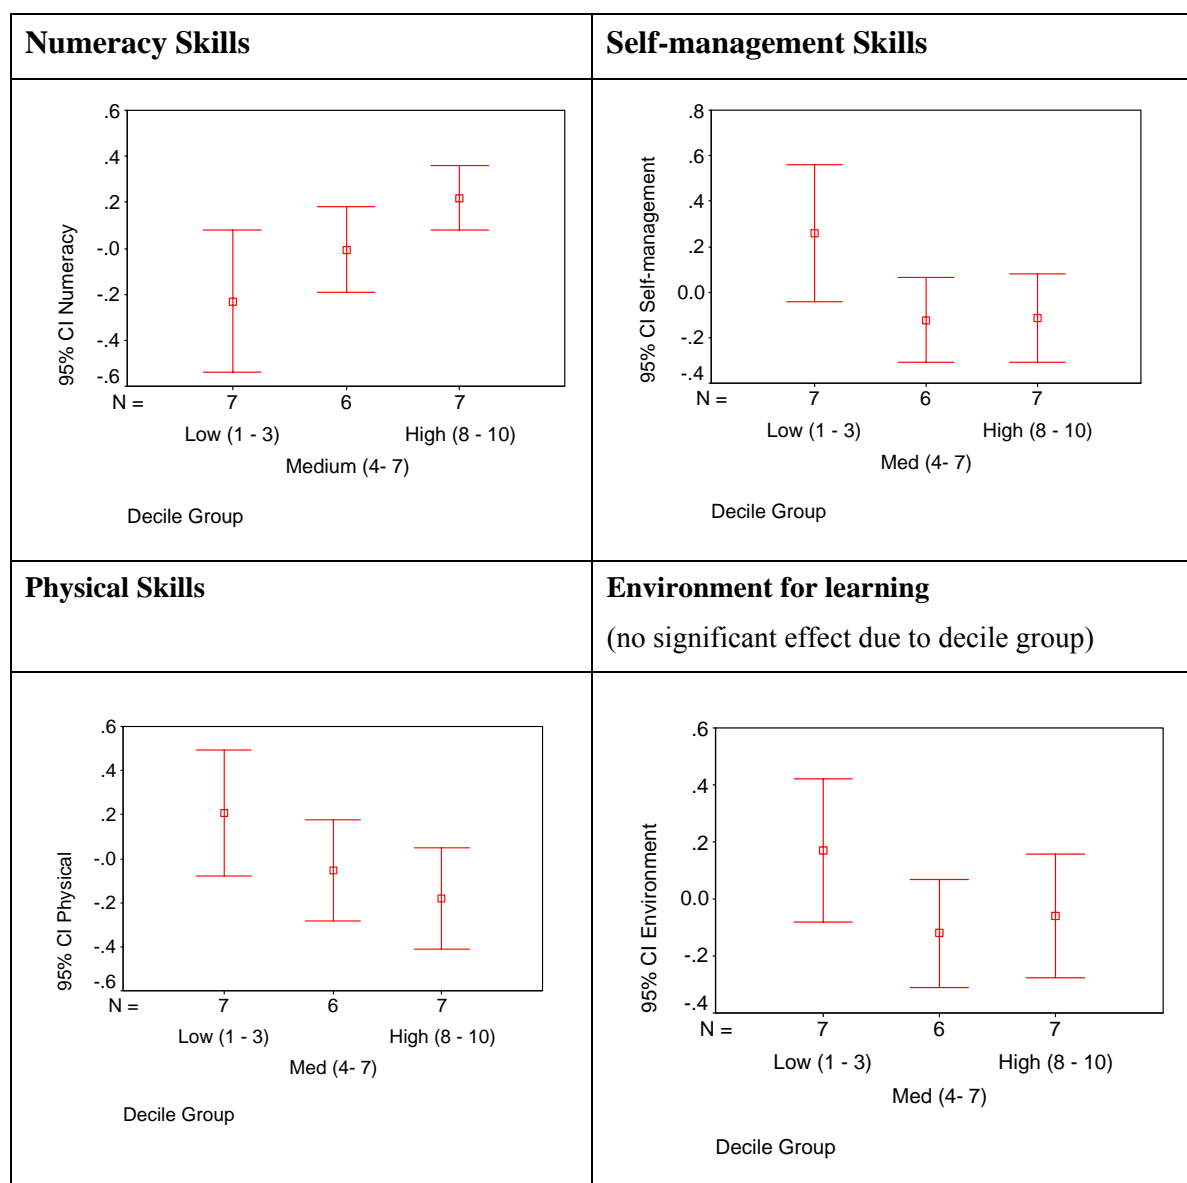 Numeracy Skills
Self-management Skills
95% CI Numeracy
.6
.4
.2
-.0
-.2
-.4
-.6
N = 7 6 7
Low (1 - 3) High (8 - 10)
Medium (4- 7)
Decile Group
95% CI Self-management
.8
.6
.4
.2
0.0
-.2
-.4
N = 7 6 7
Low (1 - 3) High (8 - 10)
Med (4- 7)
Decile Group
Physical Skills
Environment for learning
(no significant effect due to decile group)
95% CI Physical
.6
.4
.2
-.0
-.2
-.4
-.6
N = 7 6 7
Low (1 - 3) High (8 - 10)
Med (4- 7)
Decile Group
95% CI Environment
.6
.4
.2
0.0
-.2
-.4
N = 7 6 7
Low (1 - 3) High (8 - 10)
Med (4- 7)
Decile Group